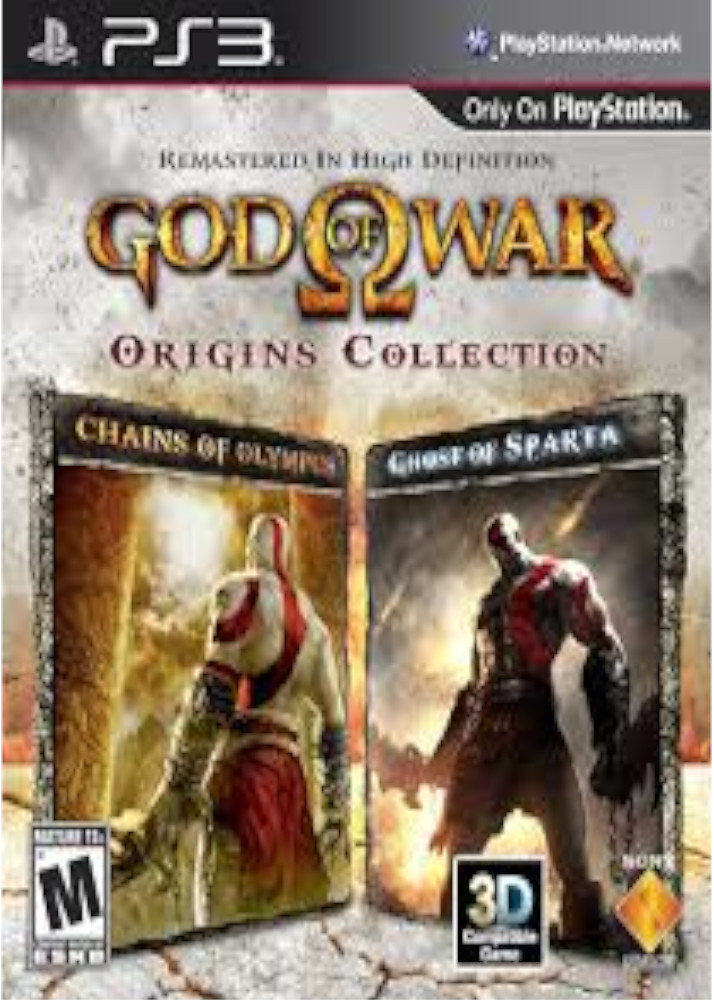 PS3
PlayStation Network
Only On PlayStation.
REMASTERED IN HIGH DEFINITION
GOD OF WAR
ORIGINS COLLECTION
CHAINS OF OLYMPUS
GHOST OF SPARTA
MATURE 17+
M
ESRB
3D
Compatible
Game
SONY